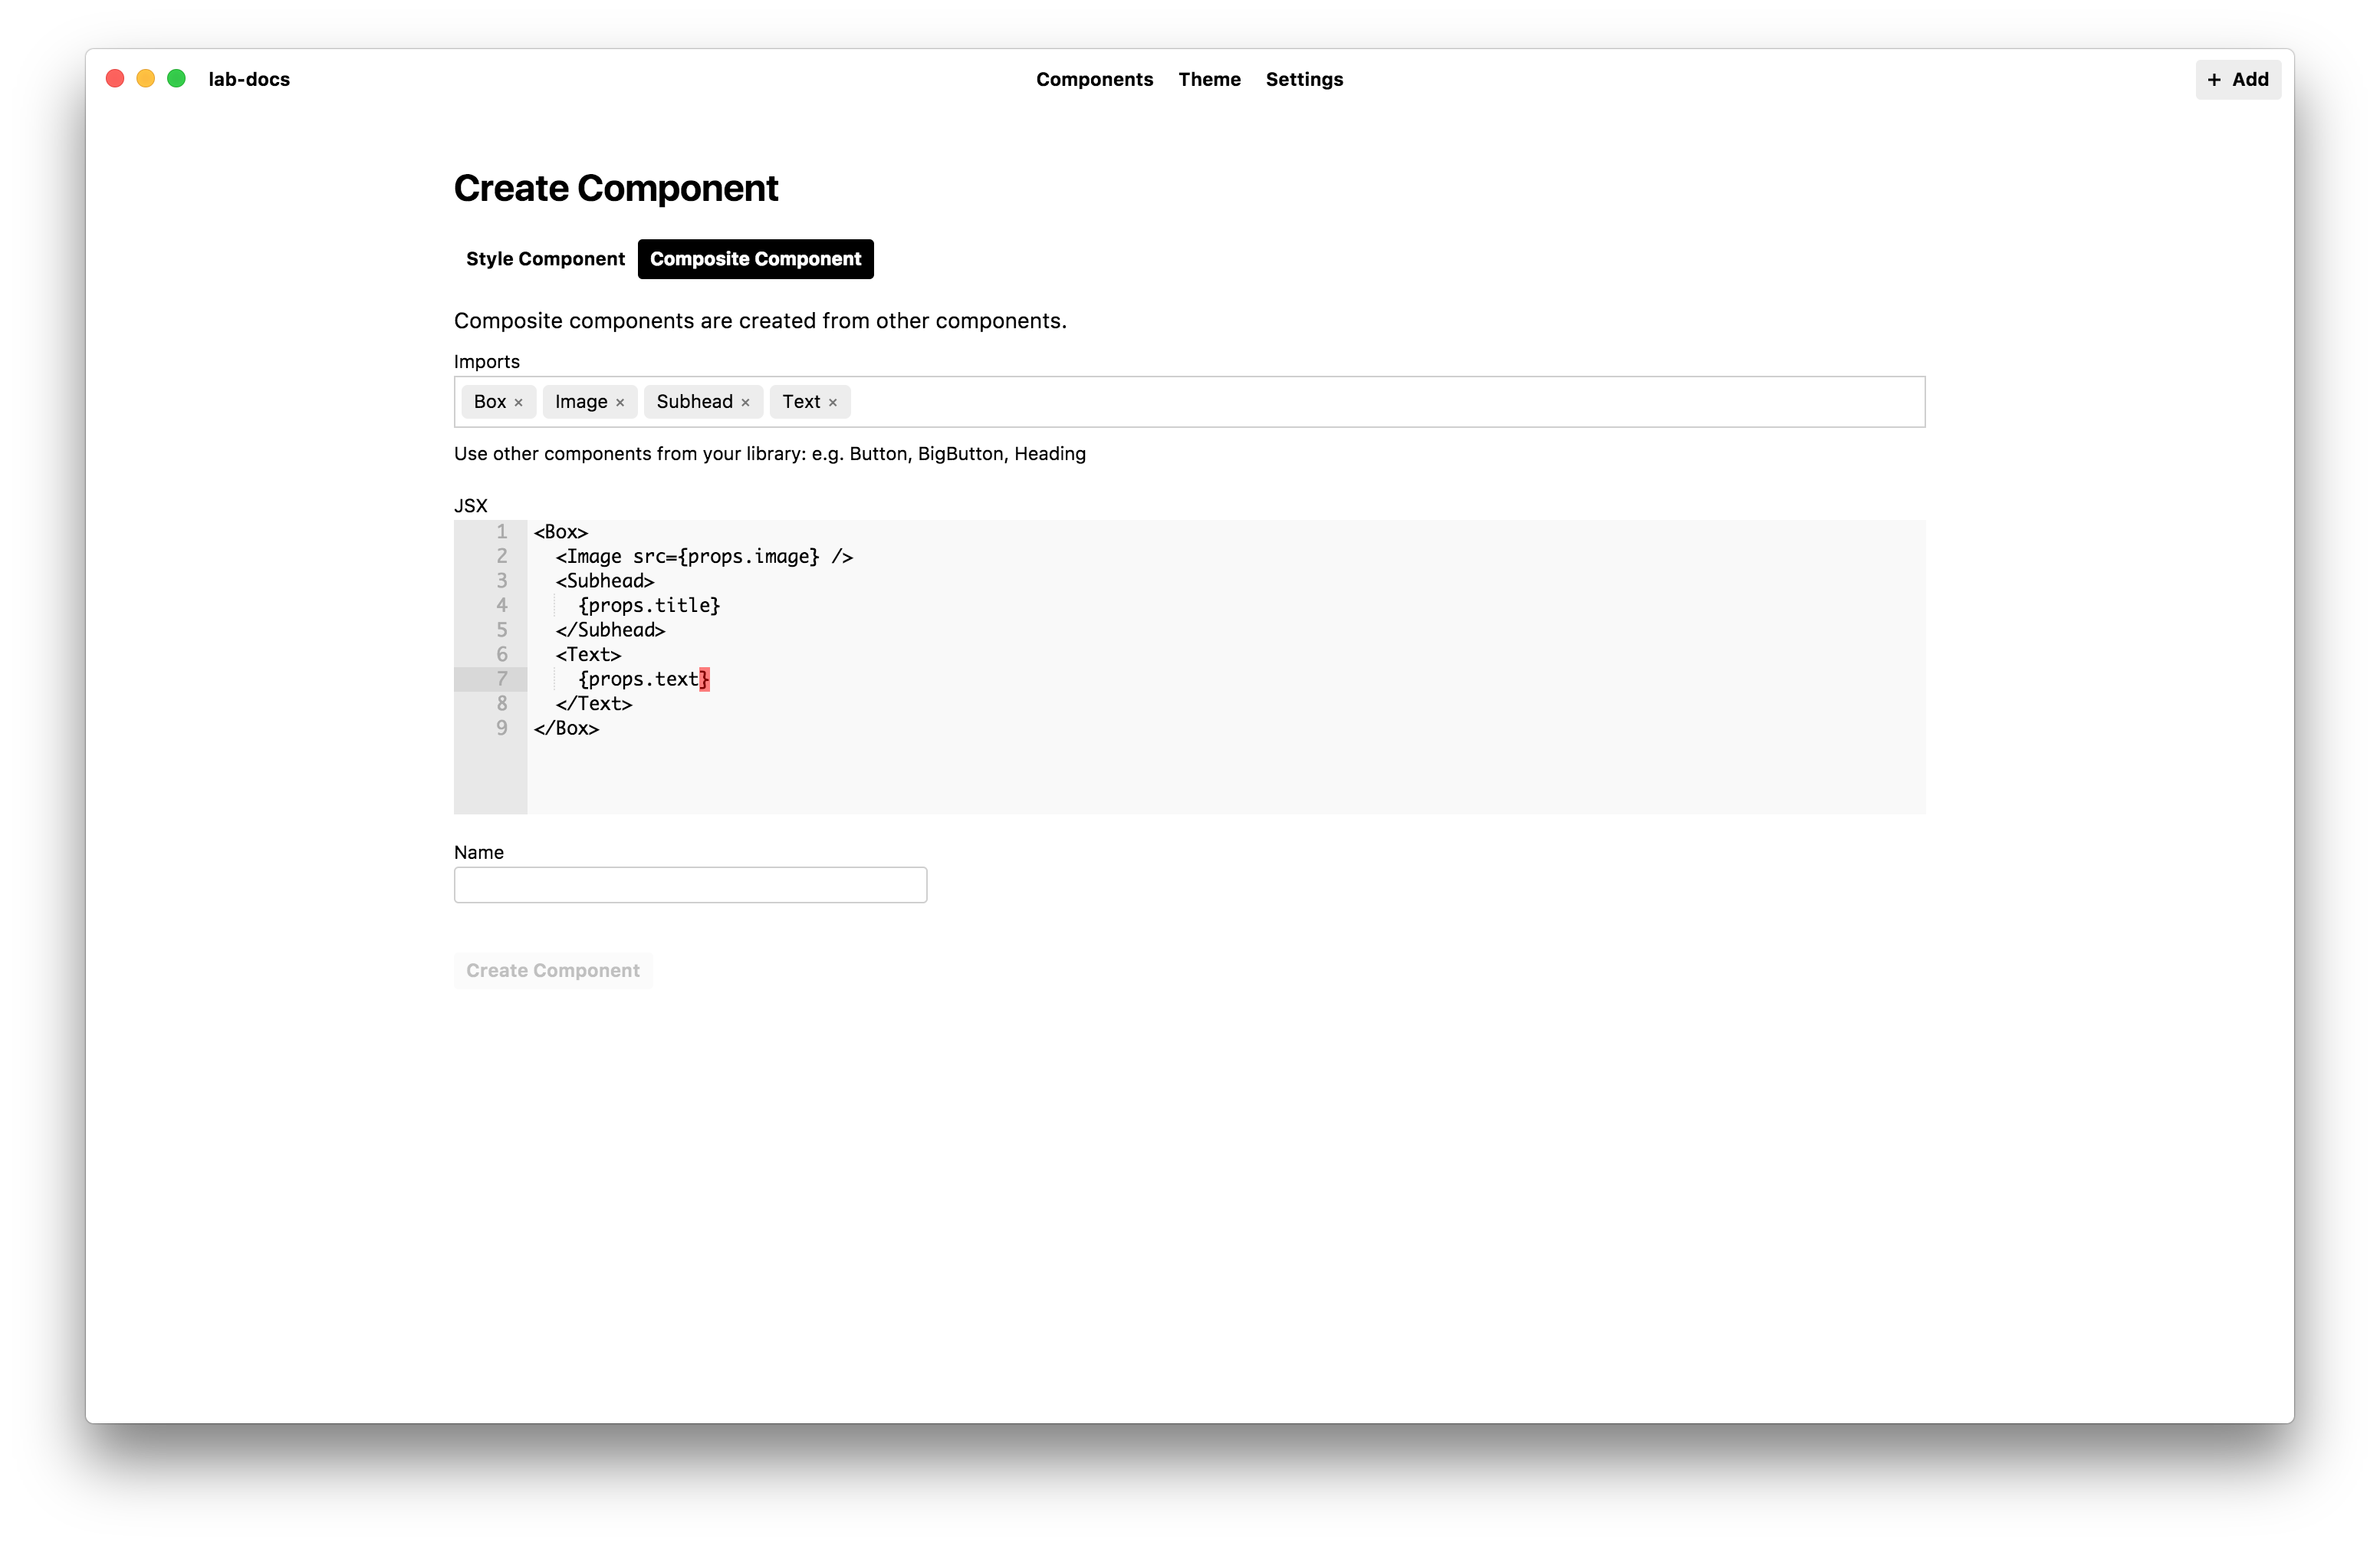 lab-docs Components Theme Settings + Add
Create Component
Style Component Composite Component
Composite components are created from other components.
Imports
Box × Image × Subhead × Text ×
Use other components from your library: e.g. Button, BigButton, Heading
JSX
1 <Box>
2   <Image src={props.image} />
3   <Subhead>
4     {props.title}
5   </Subhead>
6   <Text>
7     {props.text}
8   </Text>
9 </Box>
Name
Create Component